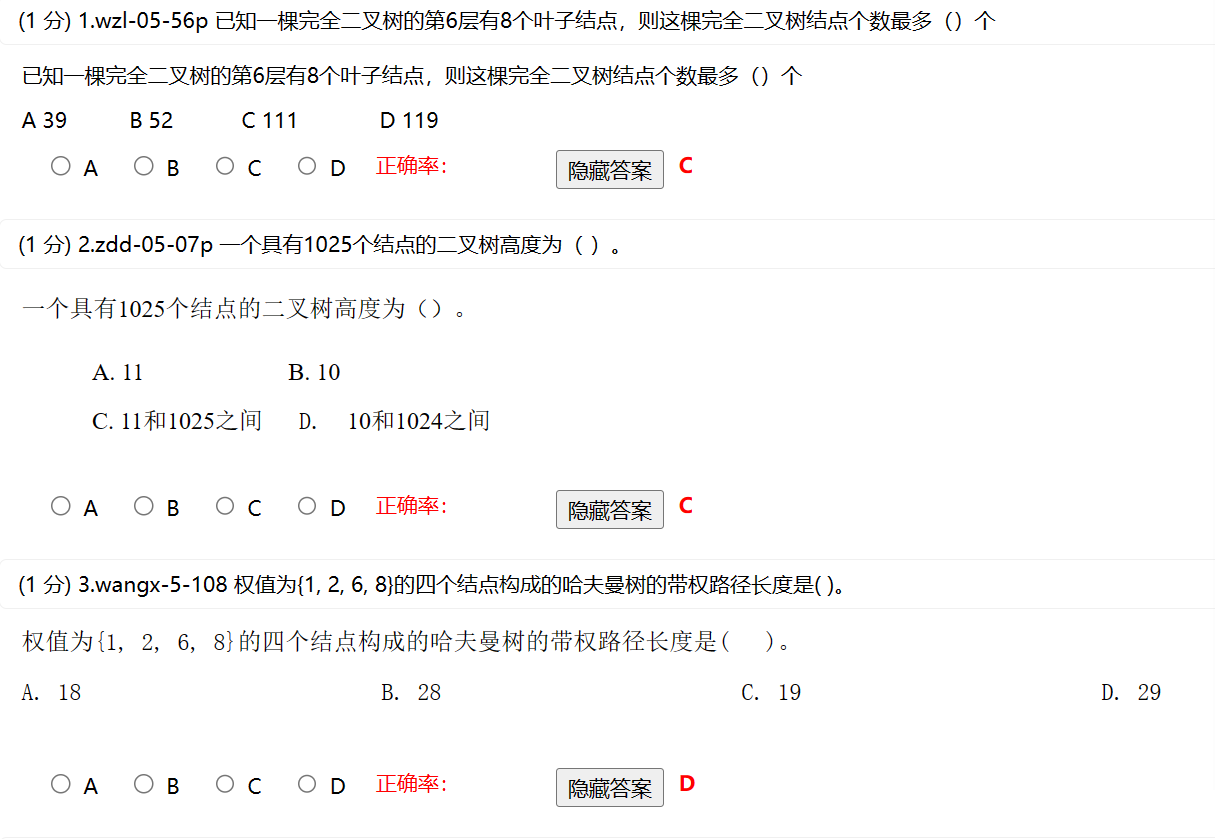 (1 分) 1.wzl-05-56p 已知一棵完全二叉树的第6层有8个叶子结点，则这棵完全二叉树结点个数最多（）个
已知一棵完全二叉树的第6层有8个叶子结点，则这棵完全二叉树结点个数最多（）个
A 39 B 52 C 111 D 119
A B C D 正确率： 隐藏答案 C
(1 分) 2.zdd-05-07p 一个具有1025个结点的二叉树高度为（ ）。
一个具有1025个结点的二叉树高度为（）。
A. 11 B. 10
C. 11和1025之间 D. 10和1024之间
A B C D 正确率： 隐藏答案 C
(1 分) 3.wangx-5-108 权值为{1, 2, 6, 8}的四个结点构成的哈夫曼树的带权路径长度是( )。
权值为{1, 2, 6, 8}的四个结点构成的哈夫曼树的带权路径长度是( )。
A. 18 B. 28 C. 19 D. 29
A B C D 正确率： 隐藏答案 D